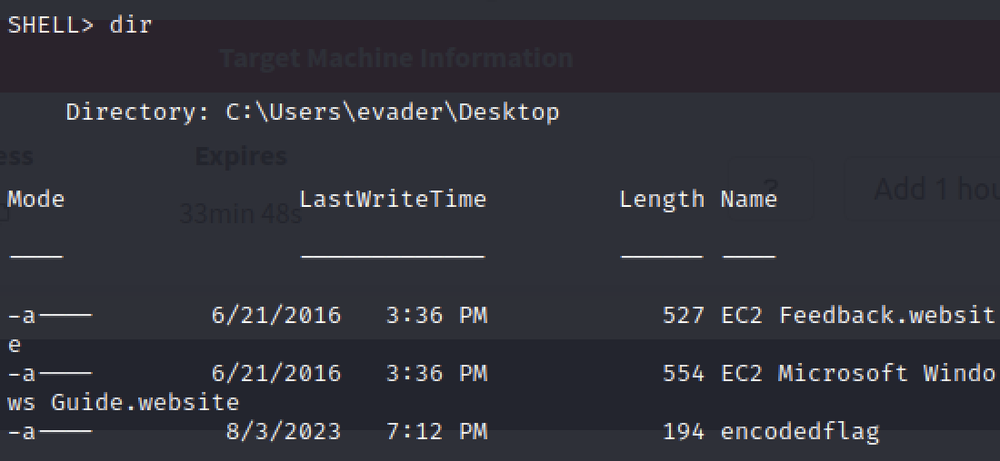 SHELL> dir
Target Machine Information
Directory: C:\Users\evader\Desktop
ess Expires
Mode LastWriteTime Length Name
33min 48s ? Add 1 hou
---- ------------- ------ ----
-a---- 6/21/2016 3:36 PM 527 EC2 Feedback.websit
e
-a---- 6/21/2016 3:36 PM 554 EC2 Microsoft Windo
ws Guide.website
-a---- 8/3/2023 7:12 PM 194 encodedflag